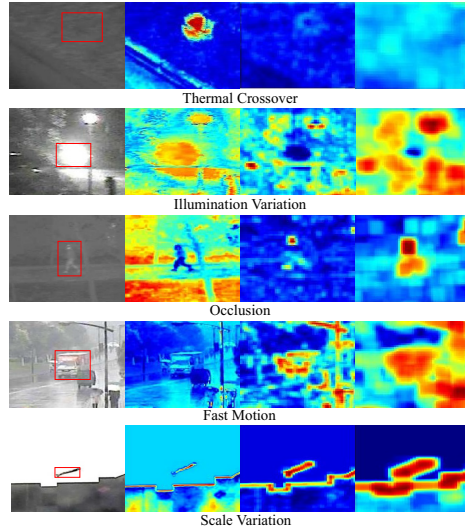 Thermal Crossover
Illumination Variation
Occlusion
Fast Motion
Scale Variation